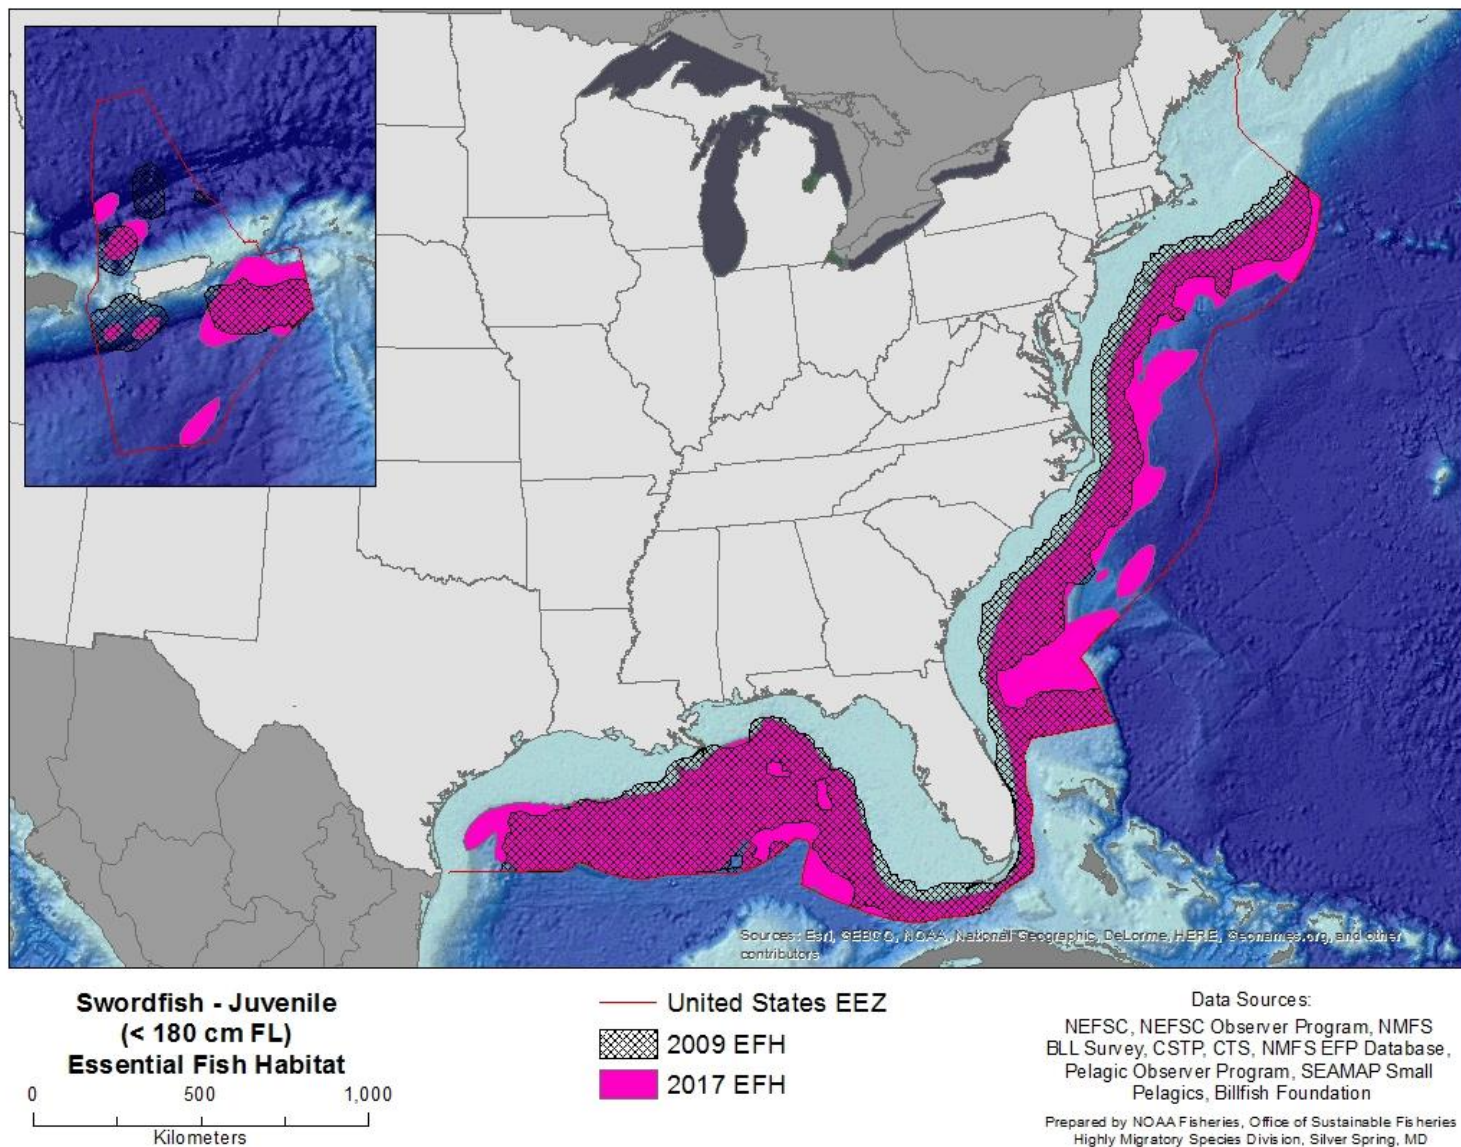 Sources: Esri, GEBCO, NOAA, National Geographic, DeLorme, HERE, Geonames.org, and other
contributors
Swordfish - Juvenile
(< 180 cm FL)
Essential Fish Habitat
0 500 1,000
Kilometers
United States EEZ
2009 EFH
2017 EFH
Data Sources:
NEFSC, NEFSC Observer Program, NMFS
BLL Survey, CSTP, CTS, NMFS EFP Database,
Pelagic Observer Program, SEAMAP Small
Pelagics, Billfish Foundation
Prepared by NOAA Fisheries, Office of Sustainable Fisheries
Highly Migratory Species Division, Silver Spring, MD